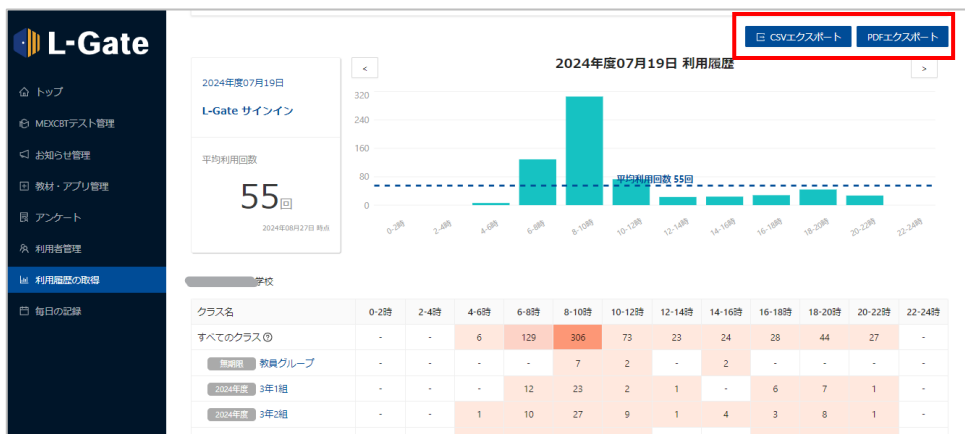 L-Gate
トップ
MEXCBTテスト管理
お知らせ管理
教材・アプリ管理
アンケート
利用者管理
利用履歴の取得
毎日の記録
CSVエクスポート PDFエクスポート
< 2024年度07月19日 利用履歴 >
2024年度07月19日
L-Gate サインイン
平均利用回数
55回
2024年08月27日 時点
320
240
160
80
0
平均利用回数 55回
0-2時 2-4時 4-6時 6-8時 8-10時 10-12時 12-14時 14-16時 16-18時 18-20時 20-22時 22-24時
学校
クラス名 0-2時 2-4時 4-6時 6-8時 8-10時 10-12時 12-14時 14-16時 16-18時 18-20時 20-22時 22-24時
すべてのクラス - - 6 129 306 73 23 24 28 44 27 -
無期限 教員グループ - - - - 7 2 - 2 - - - -
2024年度 3年1組 - - - 12 23 2 1 - 6 7 1 -
2024年度 3年2組 - - 1 10 27 9 1 4 3 8 1 -